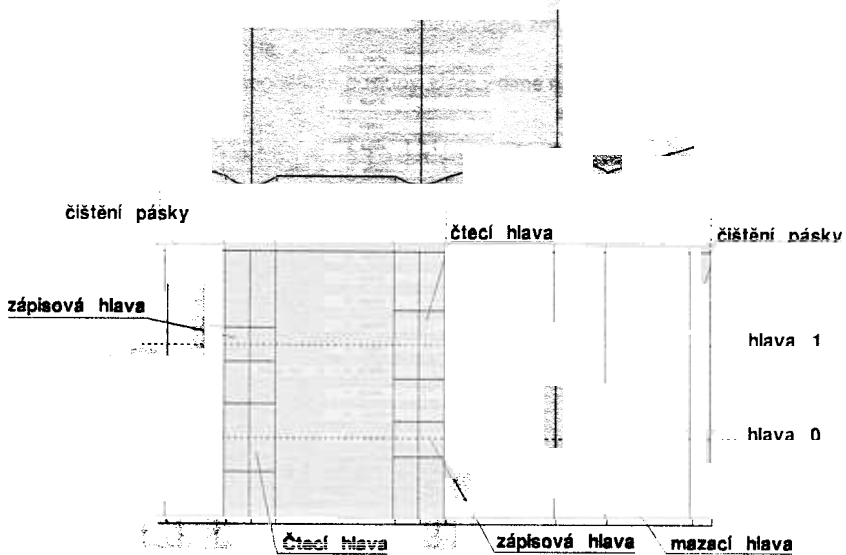 čištění pásky
čtecí hlava
čištění pásky
zápisová hlava
hlava 1
hlava 0
čtecí hlava
zápisová hlava
mazací hlava